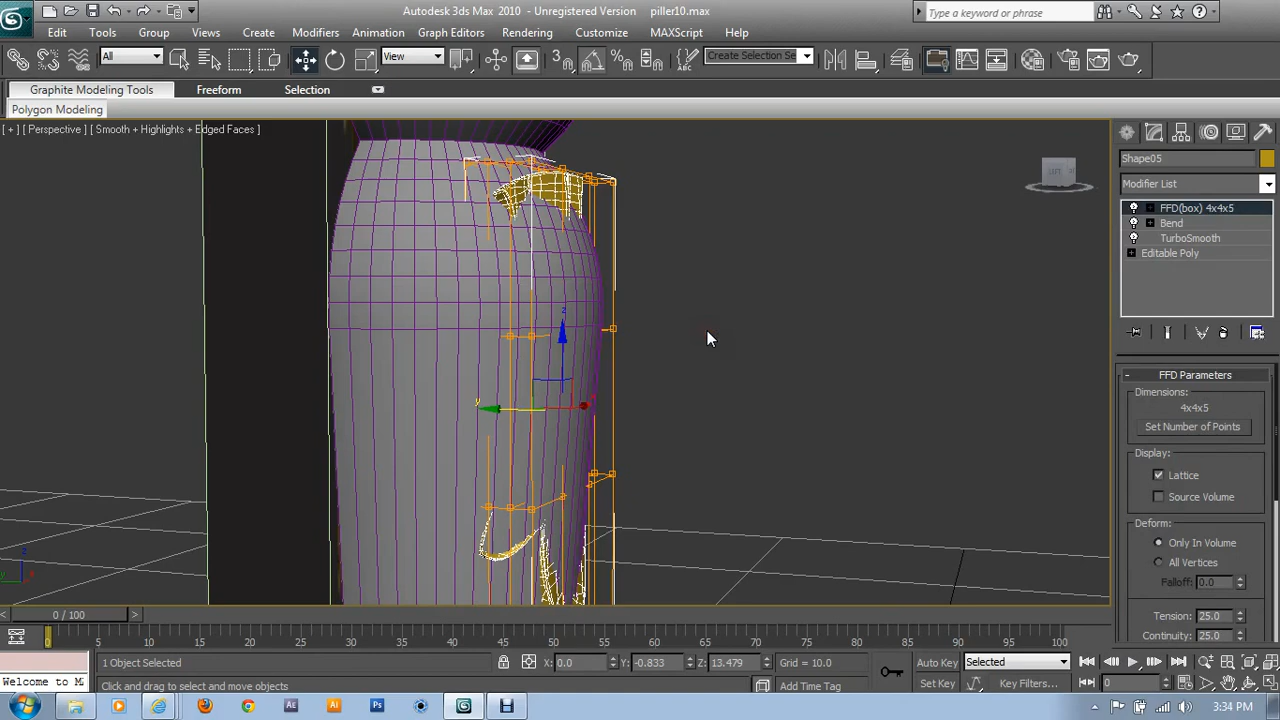 Autodesk 3ds Max 2010 - Unregistered Version piller10.max
Type a keyword or phrase
Edit Tools Group Views Create Modifiers Animation Graph Editors Rendering Customize MAXScript Help
All View Create Selection Se
Graphite Modeling Tools Freeform Selection
Polygon Modeling
[ + ] [ Perspective ] [ Smooth + Highlights + Edged Faces ]
Shape05
Modifier List
FFD(box) 4x4x5
Bend
TurboSmooth
Editable Poly
z
y
FFD Parameters
Dimensions:
4x4x5
Set Number of Points
Display:
Lattice
Source Volume
Deform:
Only In Volume
All Vertices
Falloff: 0.0
Tension: 25.0
Continuity: 25.0
z
y x
0 / 100
0 5 10 15 20 25 30 35 40 45 50 55 60 65 70 75 80 85 90 95 100
1 Object Selected X: 0.0 Y: -0.833 Z: 13.479 Grid = 10.0 Auto Key Selected
Welcome to M Click and drag to select and move objects Add Time Tag Set Key Key Filters... 0
Ae Ai Ps 3:34 PM